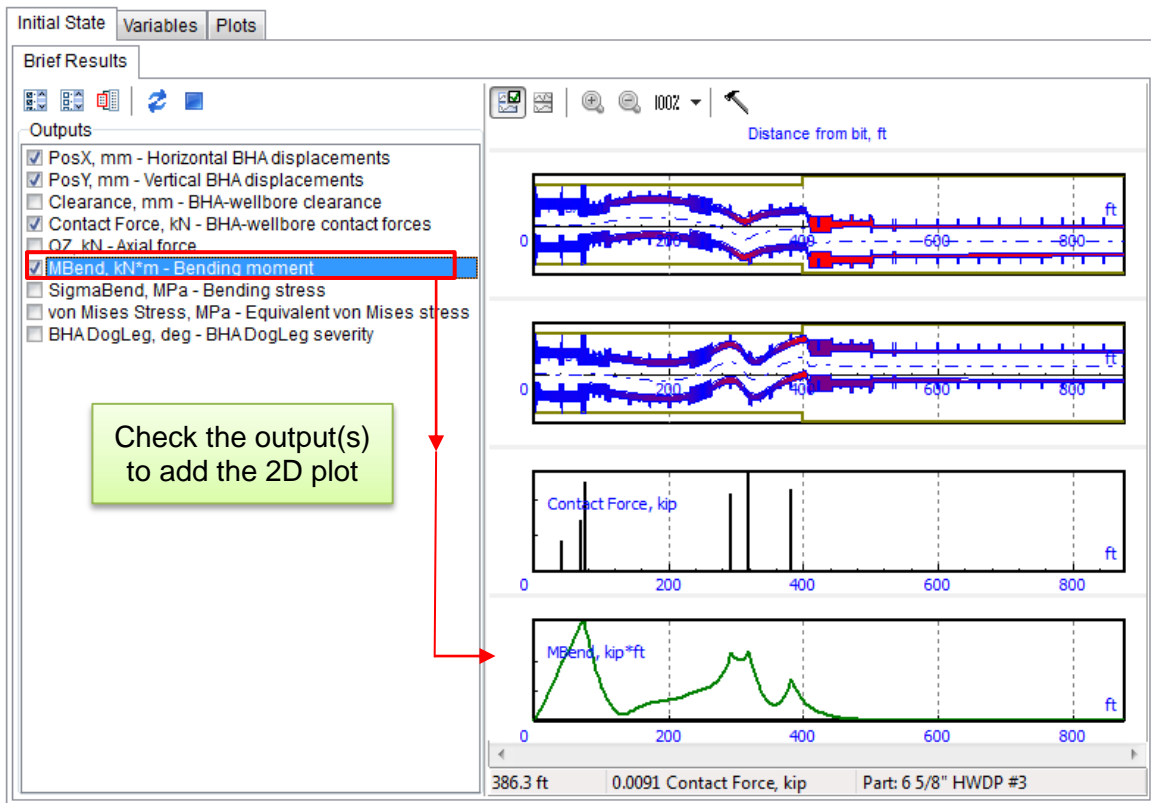 Initial State Variables Plots
Brief Results
Outputs
PosX, mm - Horizontal BHA displacements
PosY, mm - Vertical BHA displacements
Clearance, mm - BHA-wellbore clearance
Contact Force, kN - BHA-wellbore contact forces
QZ, kN - Axial force
MBend, kN*m - Bending moment
SigmaBend, MPa - Bending stress
von Mises Stress, MPa - Equivalent von Mises stress
BHA DogLeg, deg - BHA DogLeg severity
Check the output(s)
to add the 2D plot
100%
Distance from bit, ft
ft
0 200 400 600 800
ft
0 200 400 600 800
Contact Force, kip
ft
0 200 400 600 800
MBend, kip*ft
ft
0 200 400 600 800
386.3 ft 0.0091 Contact Force, kip Part: 6 5/8" HWDP #3